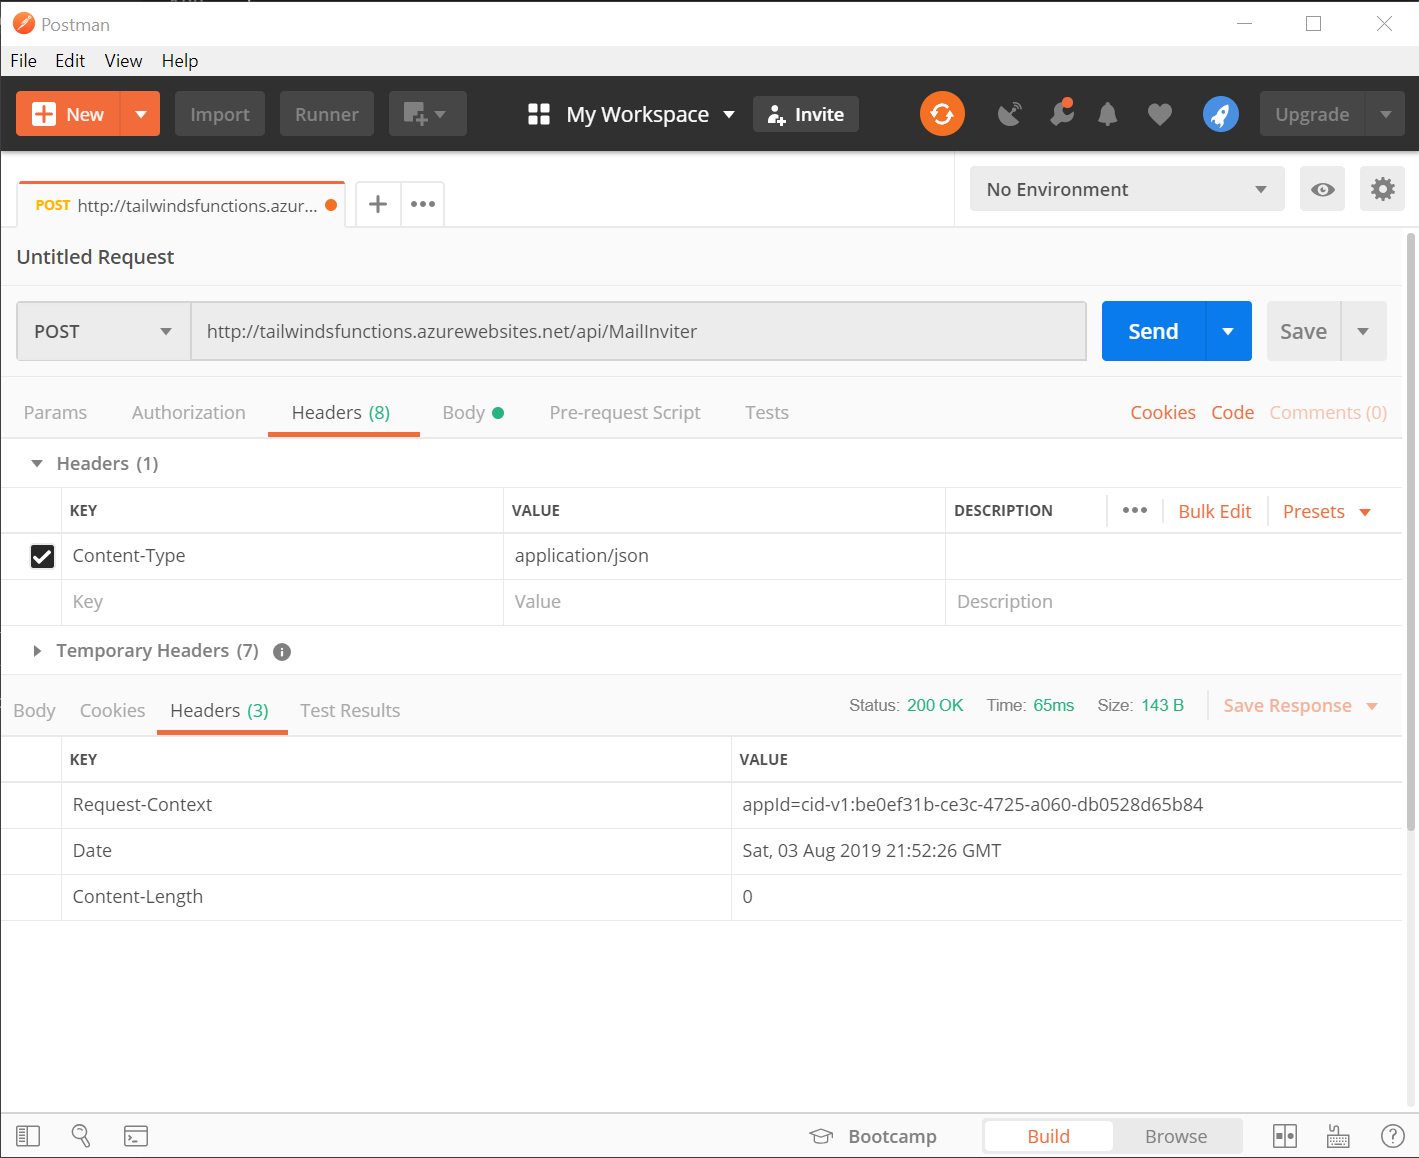 Postman
File Edit View Help
New Import Runner My Workspace Invite Upgrade
POST http://tailwindsfunctions.azur... No Environment
Untitled Request
POST http://tailwindsfunctions.azurewebsites.net/api/MailInviter Send Save
Params Authorization Headers (8) Body Pre-request Script Tests Cookies Code Comments (0)
Headers (1)
KEY VALUE DESCRIPTION Bulk Edit Presets
Content-Type application/json
Key Value Description
Temporary Headers (7)
Body Cookies Headers (3) Test Results Status: 200 OK Time: 65ms Size: 143 B Save Response
KEY VALUE
Request-Context appId=cid-v1:be0ef31b-ce3c-4725-a060-db0528d65b84
Date Sat, 03 Aug 2019 21:52:26 GMT
Content-Length 0
Bootcamp Build Browse